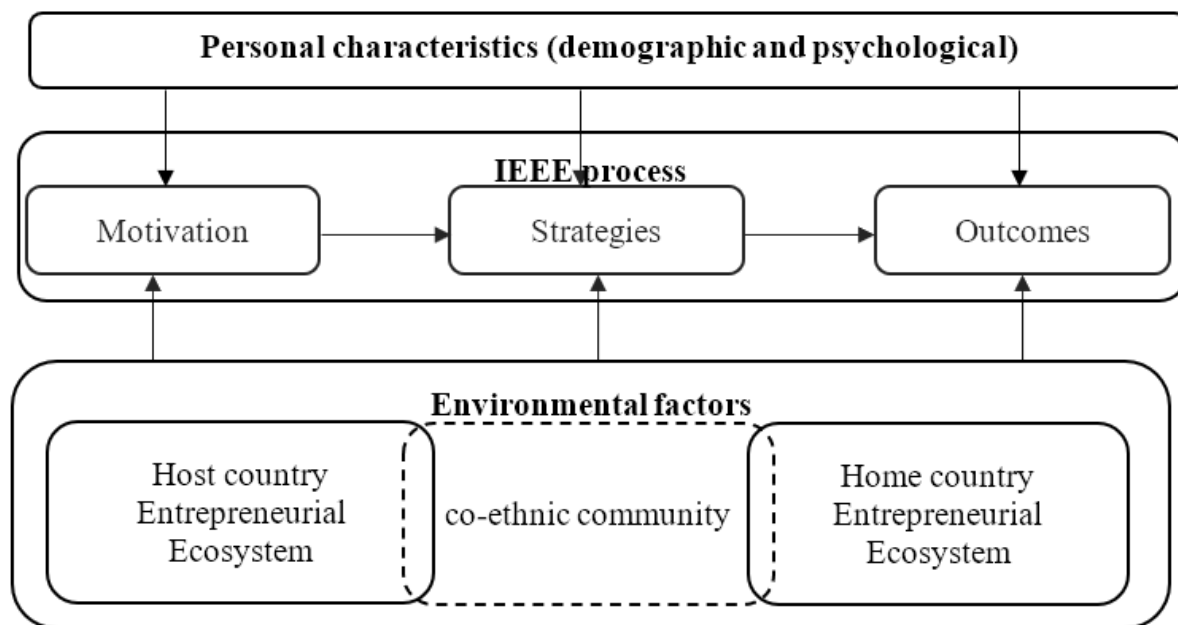 Personal characteristics (demographic and psychological)
IEEE process
Motivation
Strategies
Outcomes
Environmental factors
Host country
Entrepreneurial
Ecosystem
co-ethnic community
Home country
Entrepreneurial
Ecosystem